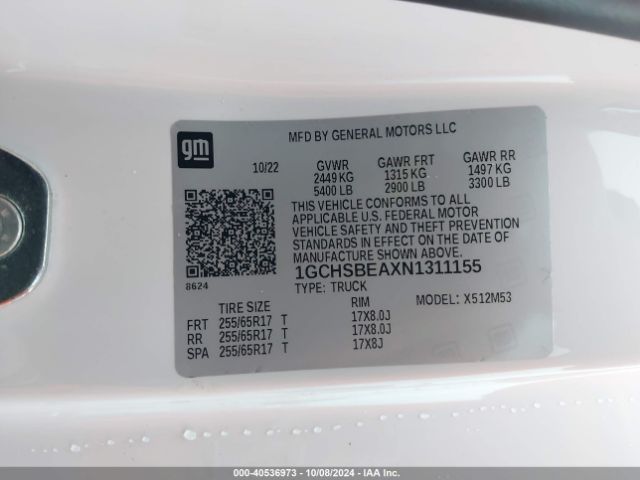 gm
MFD BY GENERAL MOTORS LLC
10/22 GVWR GAWR FRT GAWR RR
2449 KG 1315 KG 1497 KG
5400 LB 2900 LB 3300 LB
THIS VEHICLE CONFORMS TO ALL
APPLICABLE U.S. FEDERAL MOTOR
VEHICLE SAFETY AND THEFT PREVENTION
STANDARDS IN EFFECT ON THE DATE OF
MANUFACTURE SHOWN ABOVE.
1GCHSBEAXN1311155
8624
TYPE: TRUCK
TIRE SIZE RIM MODEL: X512M53
FRT 255/65R17 T 17X8.0J
RR 255/65R17 T 17X8.0J
SPA 255/65R17 T 17X8J
000-40536973 | 10/08/2024 | IAAI.com